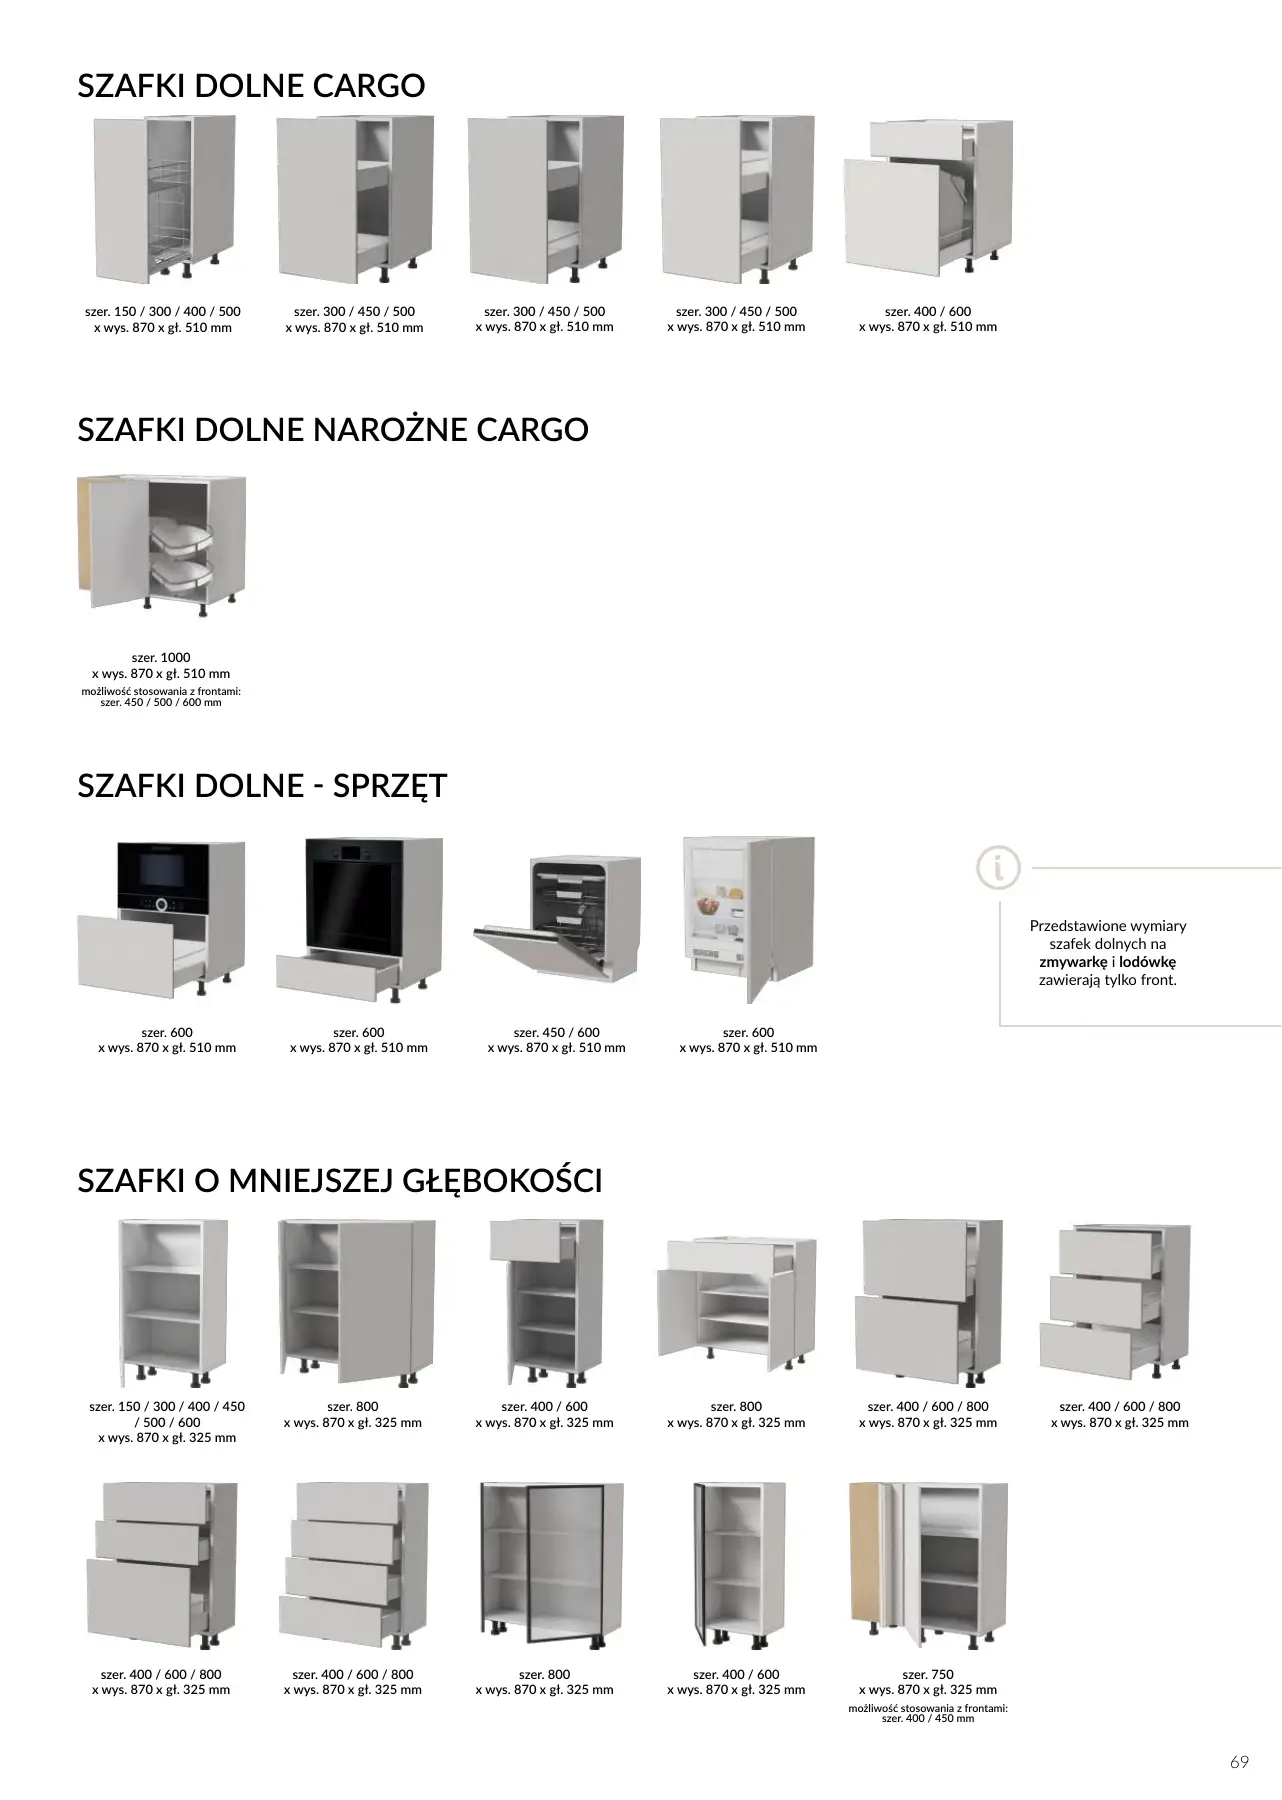 SZAFKI DOLNE CARGO
szer. 150 / 300 / 400 / 500
x wys. 870 x gł. 510 mm
szer. 300 / 450 / 500
x wys. 870 x gł. 510 mm
szer. 300 / 450 / 500
x wys. 870 x gł. 510 mm
szer. 300 / 450 / 500
x wys. 870 x gł. 510 mm
szer. 400 / 600
x wys. 870 x gł. 510 mm
SZAFKI DOLNE NAROŻNE CARGO
szer. 1000
x wys. 870 x gł. 510 mm
możliwość stosowania z frontami:
szer. 450 / 500 / 600 mm
SZAFKI DOLNE - SPRZĘT
szer. 600
x wys. 870 x gł. 510 mm
szer. 600
x wys. 870 x gł. 510 mm
szer. 450 / 600
x wys. 870 x gł. 510 mm
szer. 600
x wys. 870 x gł. 510 mm
i
Przedstawione wymiary
szafek dolnych na
zmywarkę i lodówkę
zawierają tylko front.
SZAFKI O MNIEJSZEJ GŁĘBOKOŚCI
szer. 150 / 300 / 400 / 450
/ 500 / 600
x wys. 870 x gł. 325 mm
szer. 800
x wys. 870 x gł. 325 mm
szer. 400 / 600
x wys. 870 x gł. 325 mm
szer. 800
x wys. 870 x gł. 325 mm
szer. 400 / 600 / 800
x wys. 870 x gł. 325 mm
szer. 400 / 600 / 800
x wys. 870 x gł. 325 mm
szer. 400 / 600 / 800
x wys. 870 x gł. 325 mm
szer. 400 / 600 / 800
x wys. 870 x gł. 325 mm
szer. 800
x wys. 870 x gł. 325 mm
szer. 400 / 600
x wys. 870 x gł. 325 mm
szer. 750
x wys. 870 x gł. 325 mm
możliwość stosowania z frontami:
szer. 400 / 450 mm
69